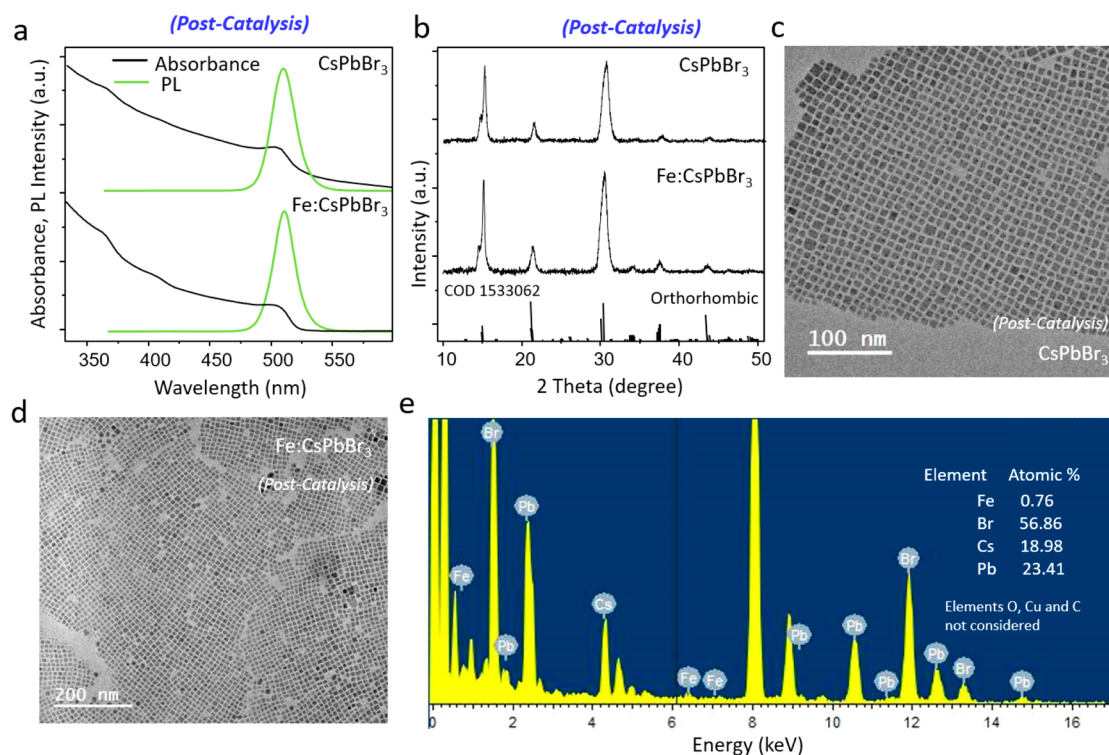 (Post-Catalysis)
(Post-Catalysis)
a
b
c
Absorbance
CsPbBr₃
PL
CsPbBr₃
Fe:CsPbBr₃
Fe:CsPbBr₃
COD 1533062
Orthorhombic
Absorbance, PL Intensity (a.u.)
Intensity (a.u.)
350 400 450 500 550
10 20 30 40 50
Wavelength (nm)
2 Theta (degree)
(Post-Catalysis)
100 nm
CsPbBr₃
d
Fe:CsPbBr₃
(Post-Catalysis)
200 nm
e
Br
Pb
Fe
Pb
Cs
Fe
Fe
Pb
Pb
Pb
Br
Pb
Br
Pb
Element Atomic %
Fe 0.76
Br 56.86
Cs 18.98
Pb 23.41
Elements O, Cu and C
not considered
0 2 4 6 8 10 12 14 16
Energy (keV)